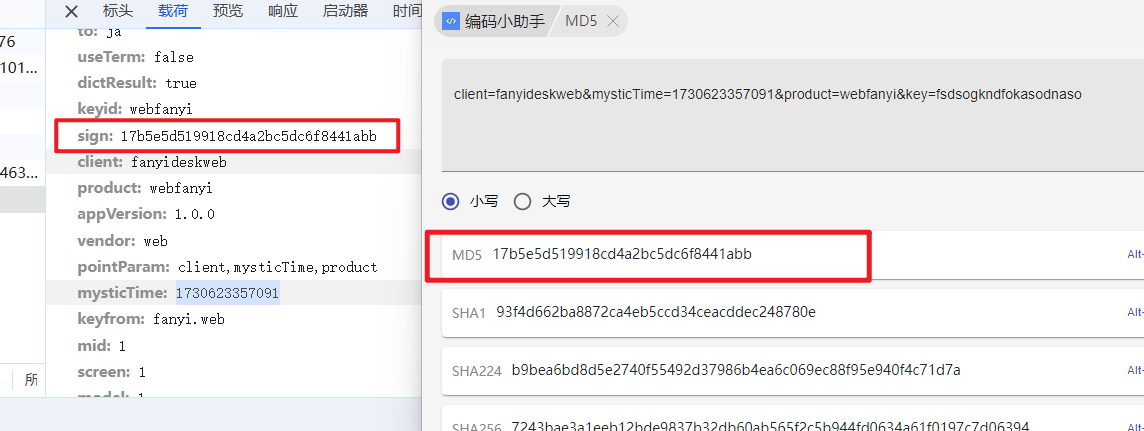 标头 载荷 预览 响应 启动器 时间
to: ja
useTerm: false
dictResult: true
keyid: webfanyi
sign: 17b5e5d519918cd4a2bc5dc6f8441abb
client: fanyideskweb
product: webfanyi
appVersion: 1.0.0
vendor: web
pointParam: client,mysticTime,product
mysticTime: 1730623357091
keyfrom: fanyi.web
mid: 1
screen: 1
76
101...
463...
所
编码小助手 MD5
client=fanyideskweb&mysticTime=1730623357091&product=webfanyi&key=fsdsogkndfokasodnaso
小写 大写
MD5 17b5e5d519918cd4a2bc5dc6f8441abb Alt-
SHA1 93f4d662ba8872ca4eb5ccd34ceacddec248780e Alt-
SHA224 b9bea6bd8d5e2740f55492d37986b4ea6c069ec88f95e940f4c71d7a Alt-
SHA256 7243bae3a1eeb12bde9837b32db60ab565f2c5b944fd0634a61f0197c7d06394 Alt-